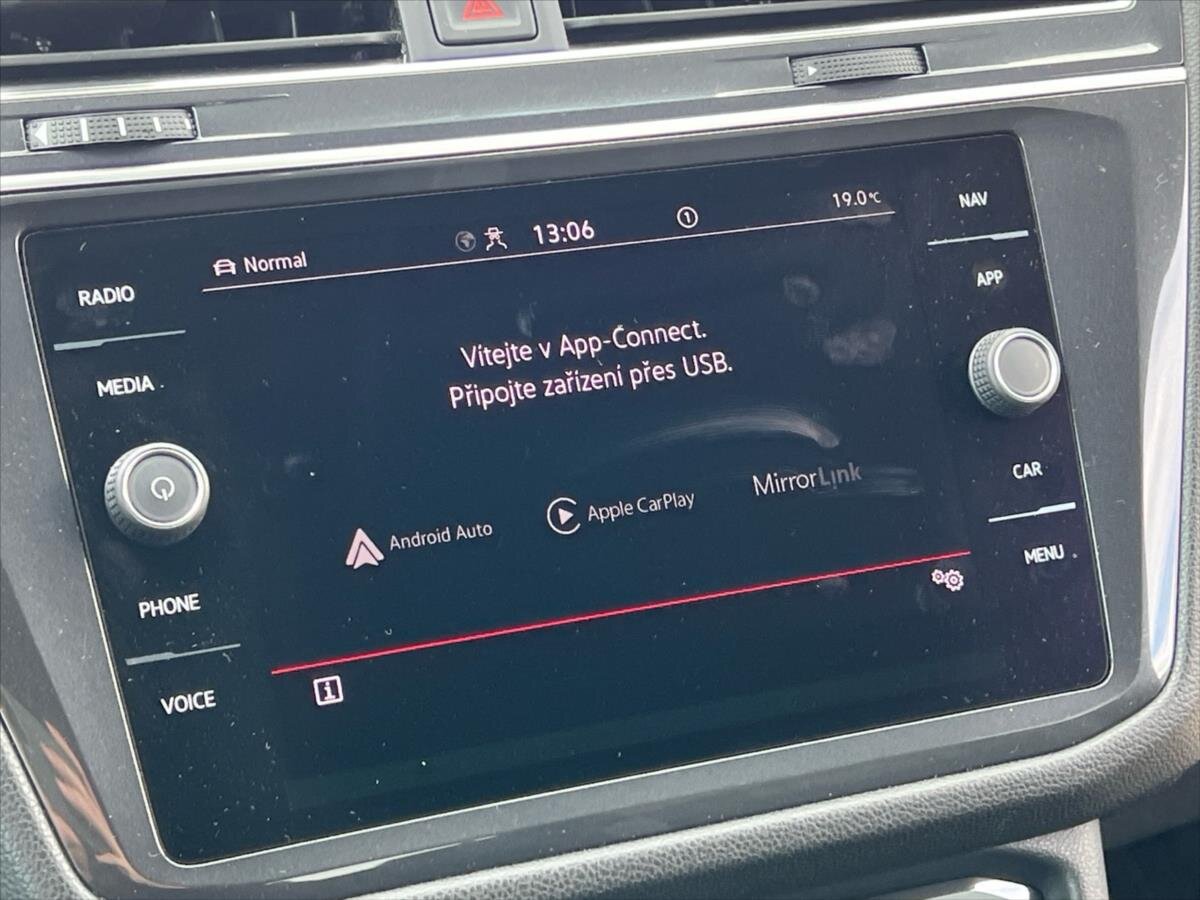 Normal
13:06
1
19.0°C
NAV
RADIO
APP
Vítejte v App-Connect.
Připojte zařízení přes USB.
MEDIA
Android Auto
Apple CarPlay
MirrorLink
CAR
MENU
PHONE
VOICE
i